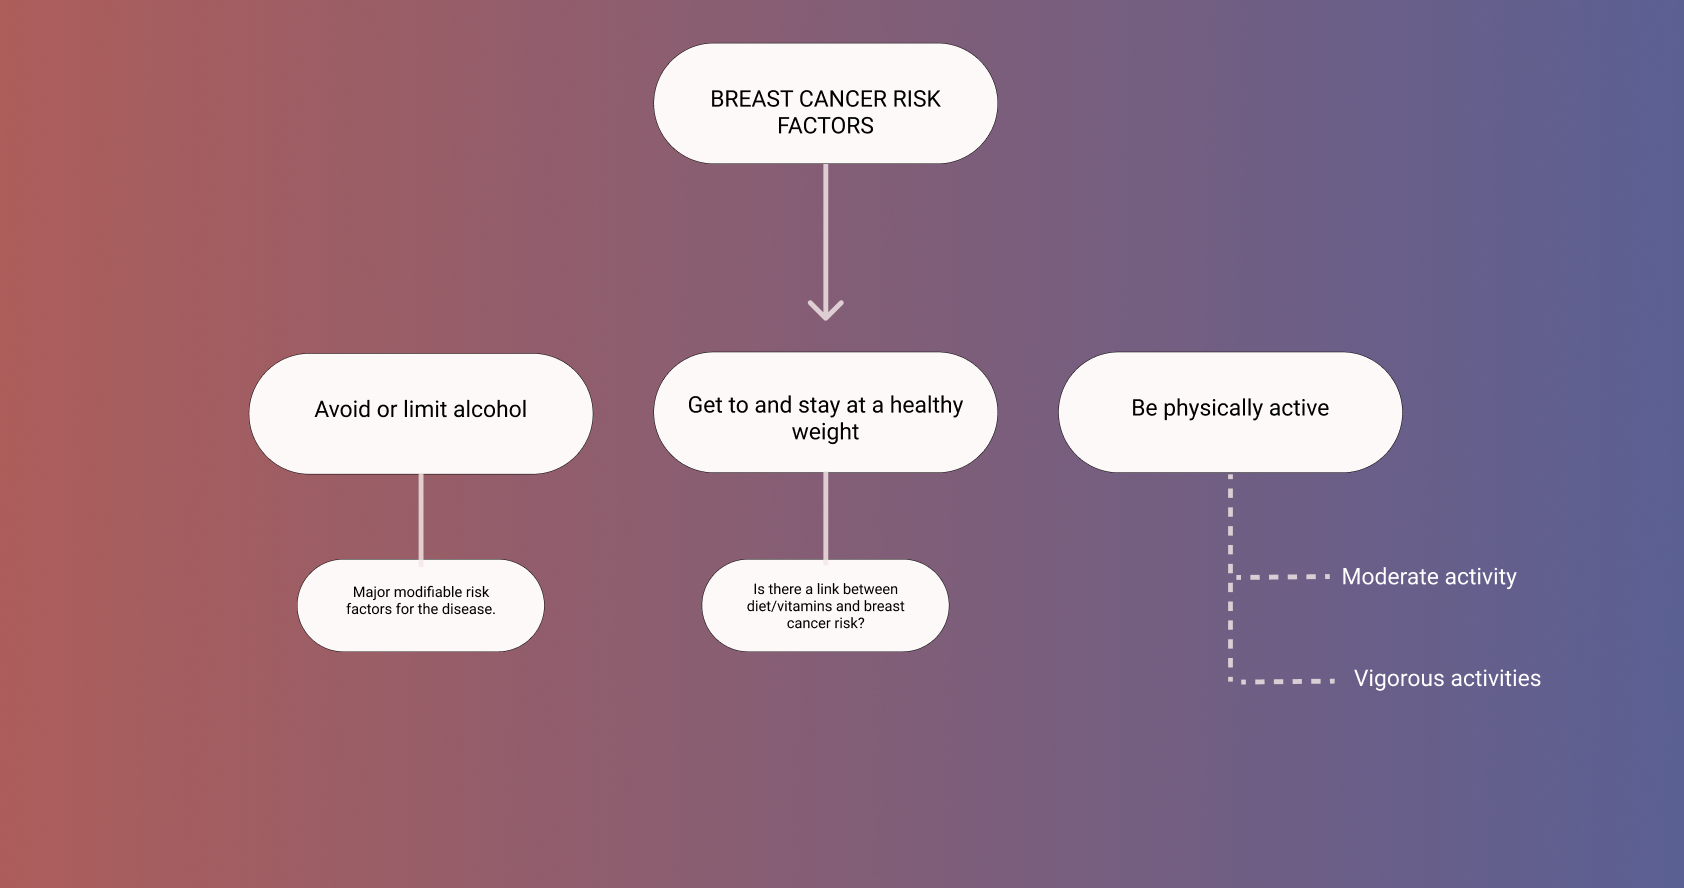 BREAST CANCER RISK
FACTORS
Avoid or limit alcohol
Get to and stay at a healthy
weight
Be physically active
Major modifiable risk
factors for the disease.
Is there a link between
diet/vitamins and breast
cancer risk?
Moderate activity
Vigorous activities